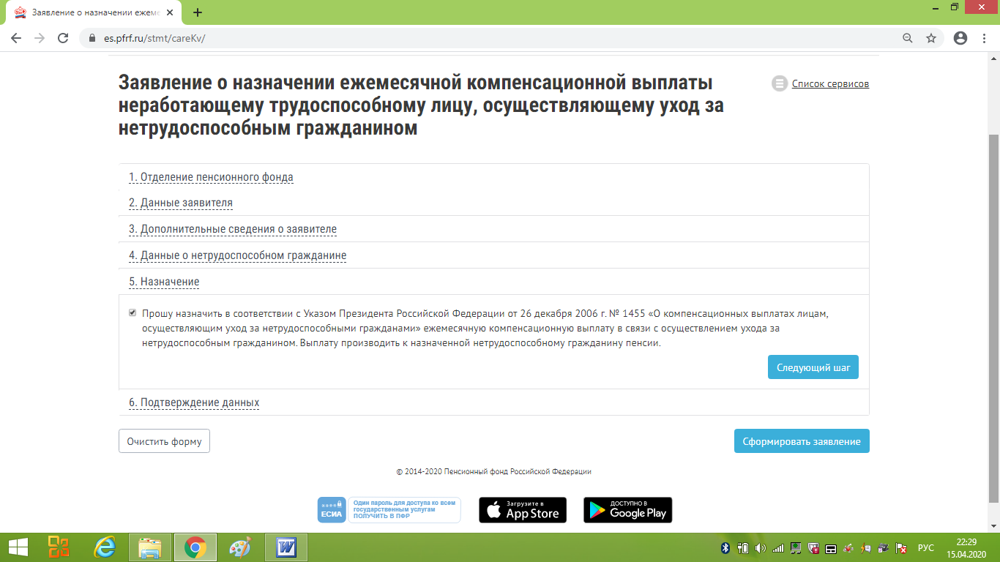 Заявление о назначении ежеме
es.pfrf.ru/stmt/careKv/
Заявление о назначении ежемесячной компенсационной выплаты
неработающему трудоспособному лицу, осуществляющему уход за
нетрудоспособным гражданином
Список сервисов
1. Отделение пенсионного фонда
2. Данные заявителя
3. Дополнительные сведения о заявителе
4. Данные о нетрудоспособном гражданине
5. Назначение
Прошу назначить в соответствии с Указом Президента Российской Федерации от 26 декабря 2006 г. № 1455 «О компенсационных выплатах лицам,
осуществляющим уход за нетрудоспособными гражданами» ежемесячную компенсационную выплату в связи с осуществлением ухода за
нетрудоспособным гражданином. Выплату производить к назначенной нетрудоспособному гражданину пенсии.
Следующий шаг
6. Подтверждение данных
Очистить форму
Сформировать заявление
© 2014-2020 Пенсионный фонд Российской Федерации
****
ЕСИА
Один пароль для доступа ко всем
государственным услугам
ПОЛУЧИТЬ В ПФР
Загрузите в
App Store
ДОСТУПНО В
Google Play
РУС
22:29
15.04.2020